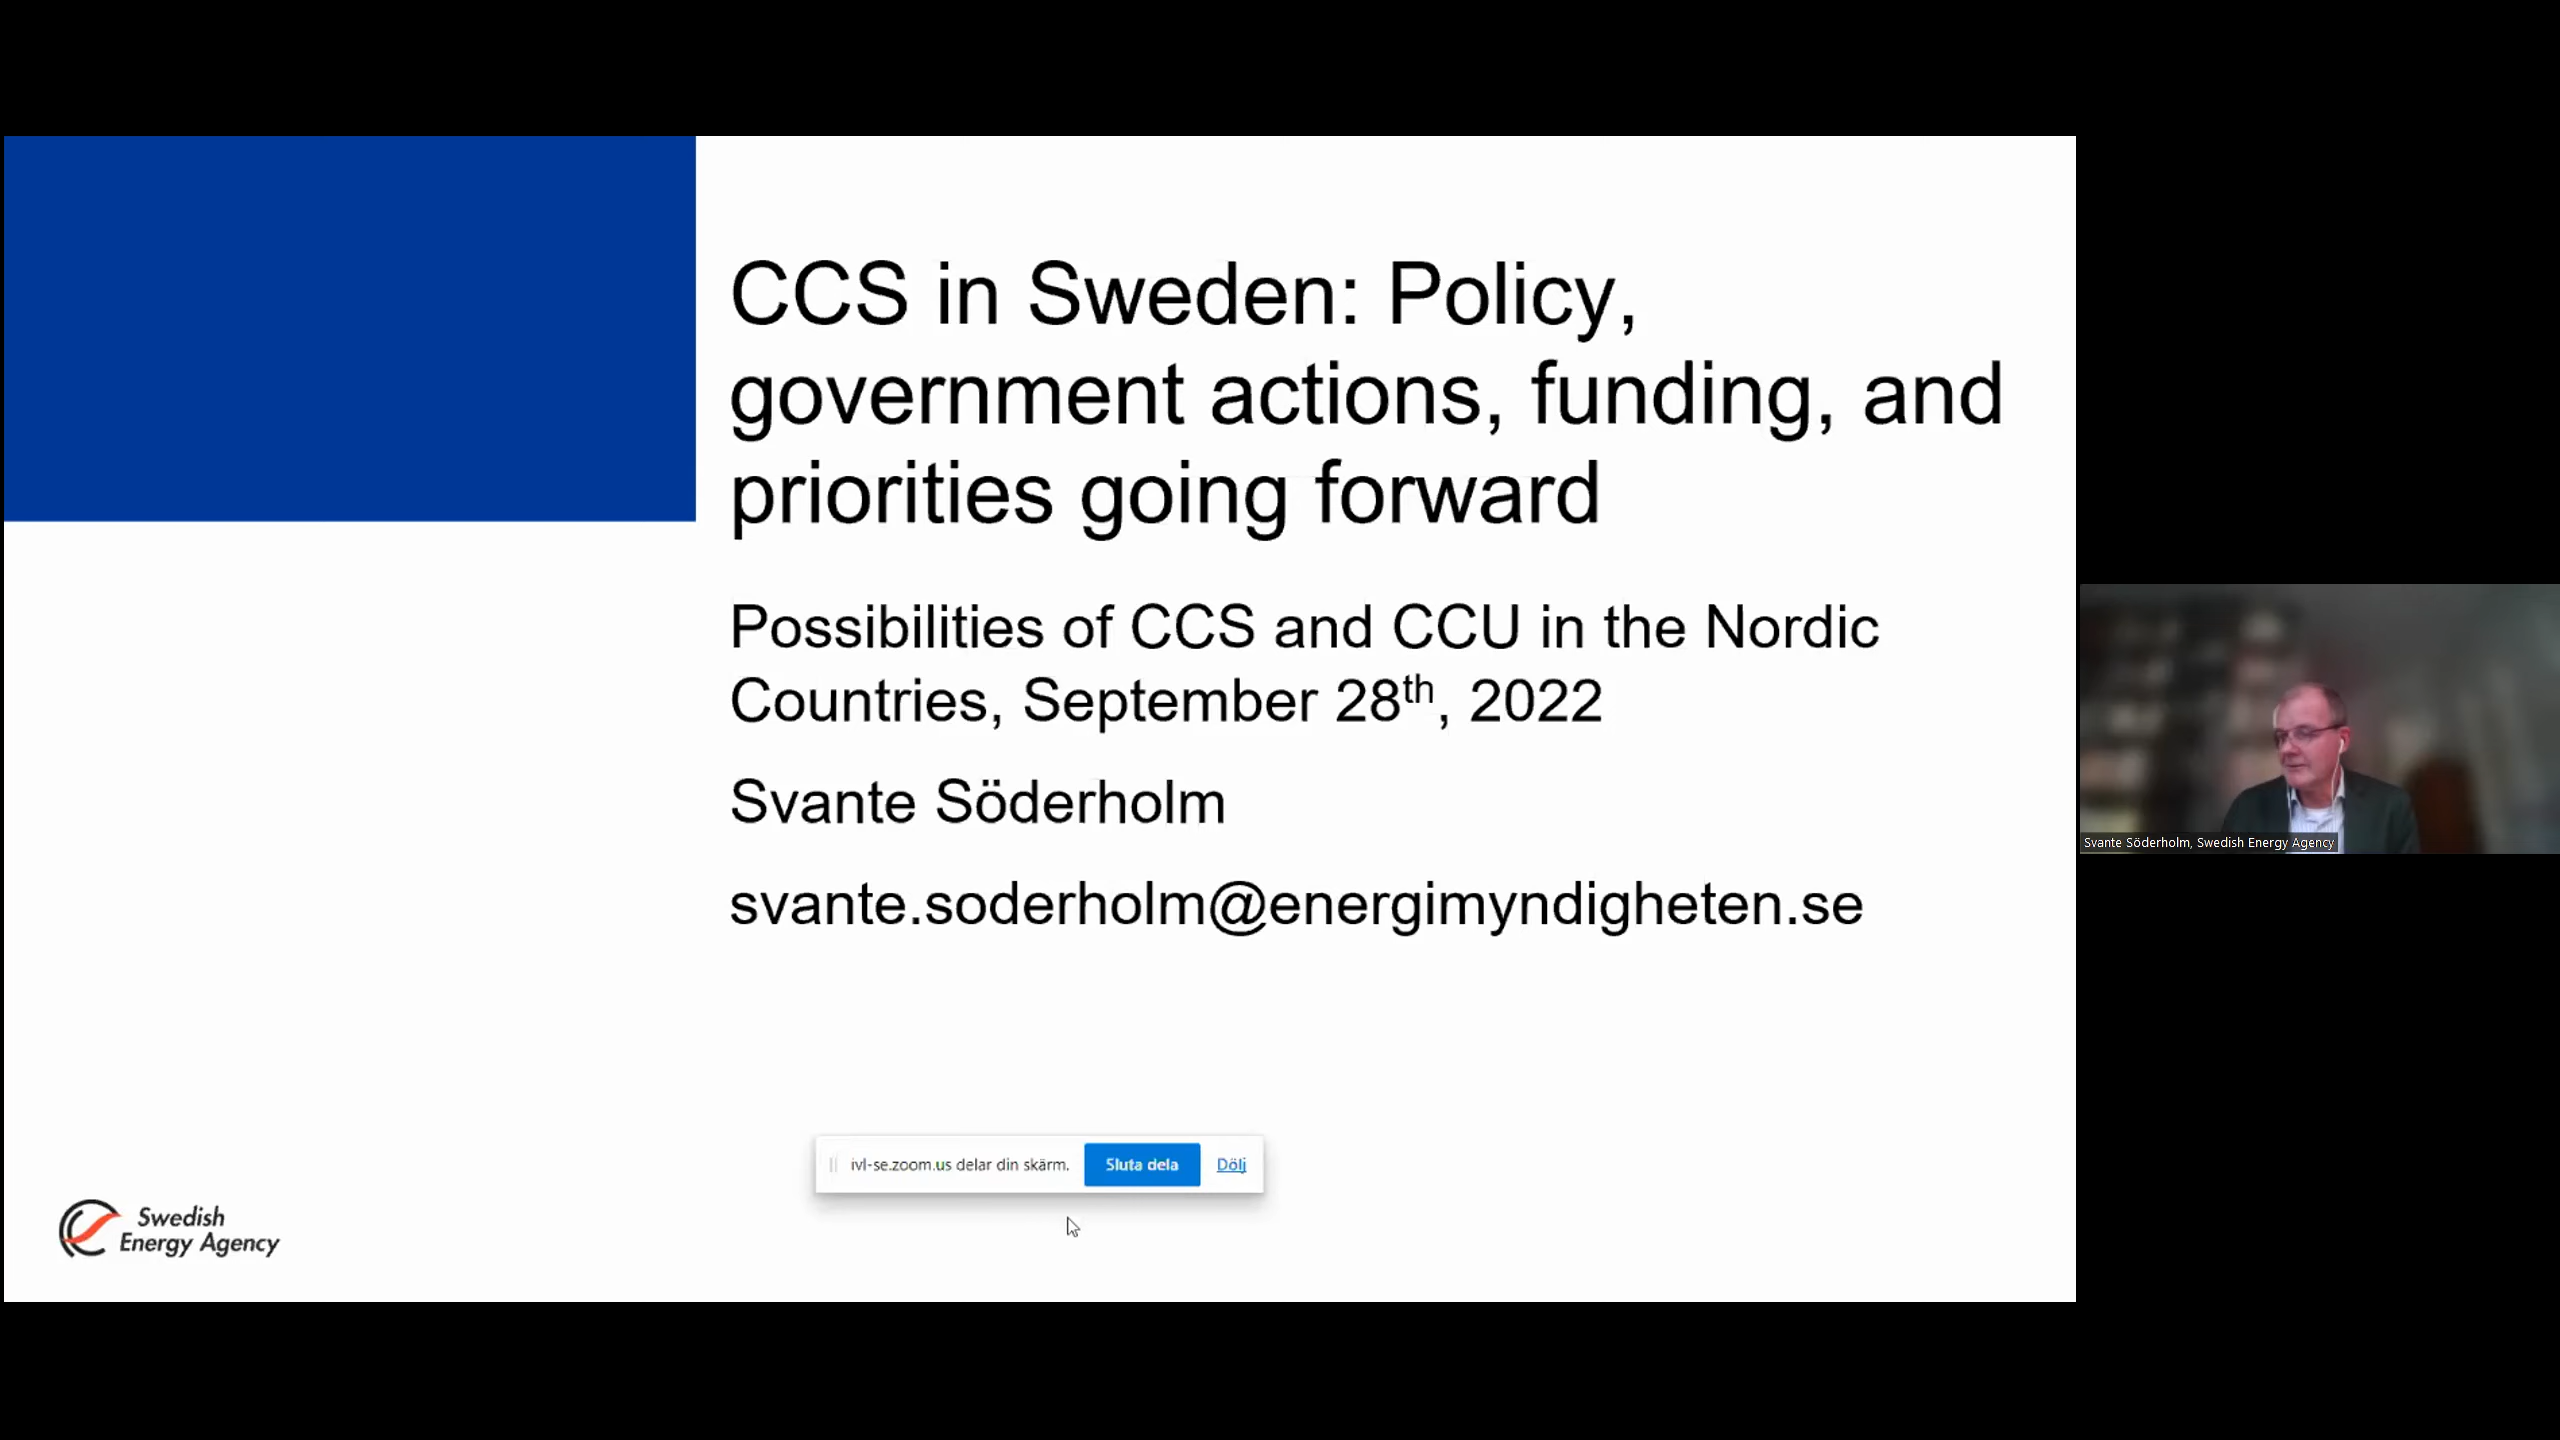 CCS in Sweden: Policy,
government actions, funding, and
priorities going forward
Possibilities of CCS and CCU in the Nordic
Countries, September 28th, 2022
Svante Söderholm
svante.soderholm@energimyndigheten.se
Svante Söderholm, Swedish Energy Agency
ivl-se.zoom.us delar din skärm. Sluta dela Dölj
Swedish
Energy Agency